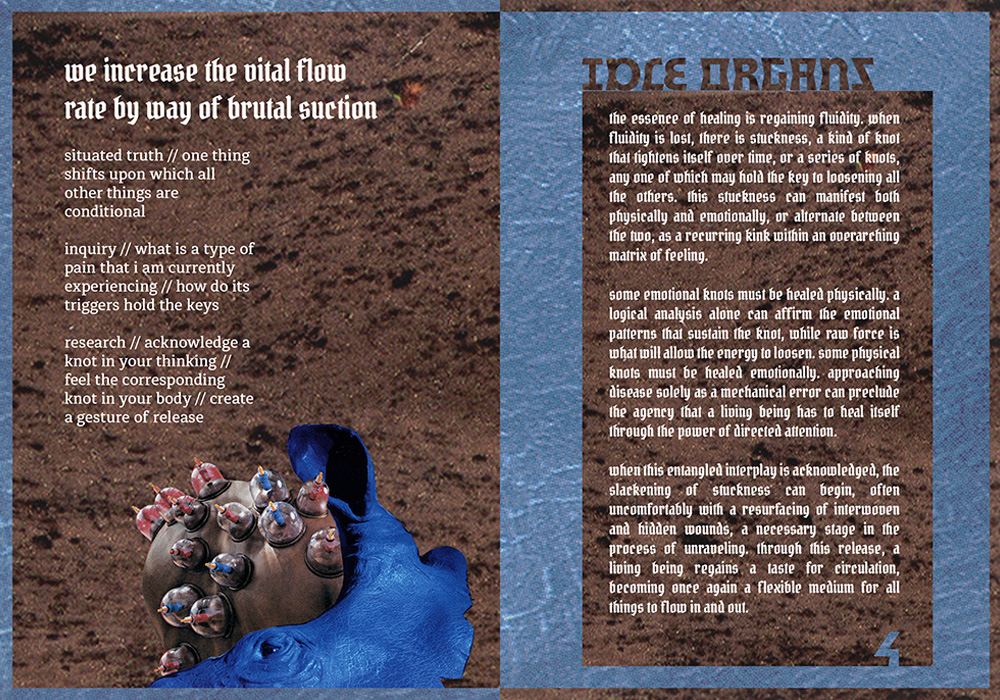 we increase the vital flow
rate by way of brutal suction
situated truth // one thing
shifts upon which all
other things are
conditional
inquiry // what is a type of
pain that i am currently
experiencing // how do its
triggers hold the keys
research // acknowledge a
knot in your thinking //
feel the corresponding
knot in your body // create
a gesture of release
IDLE ORGANS
the essence of healing is regaining fluidity. when
fluidity is lost, there is stuckness, a kind of knot
that tightens itself over time, or a series of knots,
any one of which may hold the key to loosening all
the others. this stuckness can manifest both
physically and emotionally, or alternate between
the two, as a recurring kink within an overarching
matrix of feeling.
some emotional knots must be healed physically. a
logical analysis alone can affirm the emotional
patterns that sustain the knot, while raw force is
what will allow the energy to loosen. some physical
knots must be healed emotionally. approaching
disease solely as a mechanical error can preclude
the agency that a living being has to heal itself
through the power of directed attention.
when this entangled interplay is acknowledged, the
slackening of stuckness can begin, often
uncomfortably with a resurfacing of interwoven
and hidden wounds, a necessary stage in the
process of unraveling. through this release, a
living being regains a taste for circulation,
becoming once again a flexible medium for all
things to flow in and out.
4